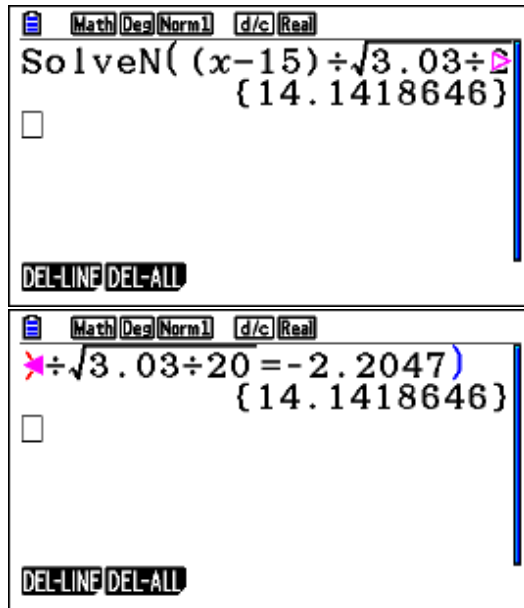 Math Deg Norm1 d/c Real
SolveN((x−15)÷√3.03÷2
{14.1418646}
DEL-LINE DEL-ALL
Math Deg Norm1 d/c Real
÷√3.03÷20=-2.2047)
{14.1418646}
DEL-LINE DEL-ALL